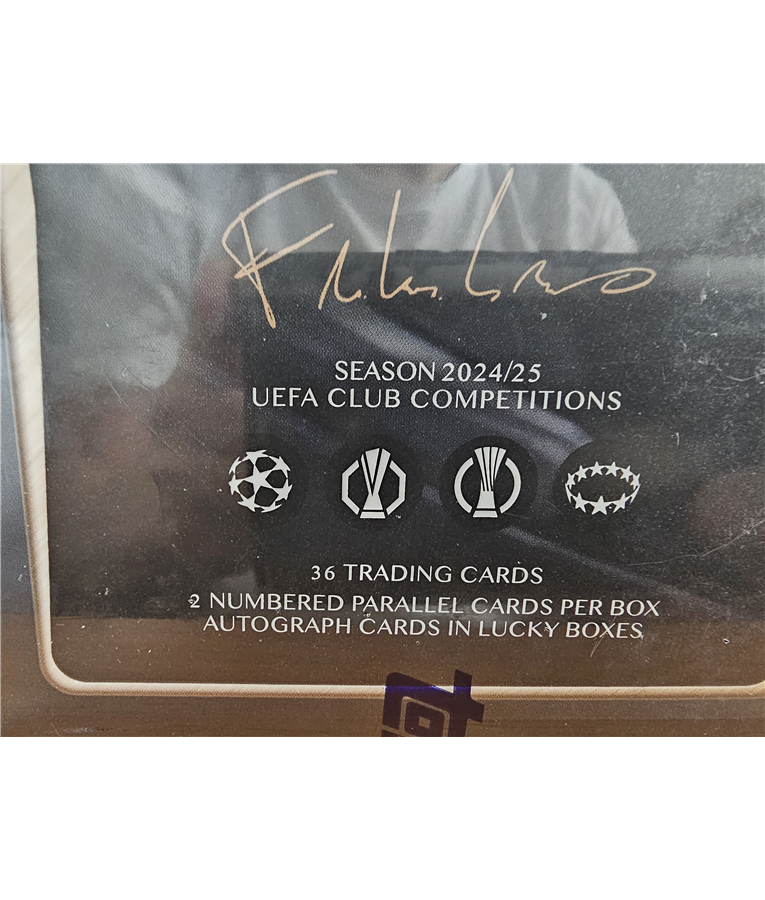 SEASON 2024/25
UEFA CLUB COMPETITIONS
36 TRADING CARDS
2 NUMBERED PARALLEL CARDS PER BOX
AUTOGRAPH CARDS IN LUCKY BOXES